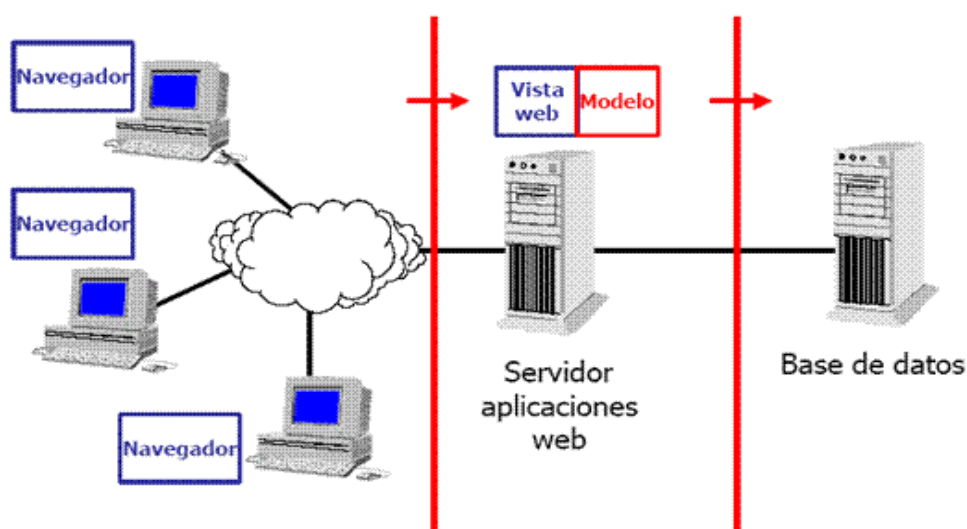 Navegador
Vista
web
Modelo
Navegador
Navegador
Servidor
aplicaciones
web
Base de datos